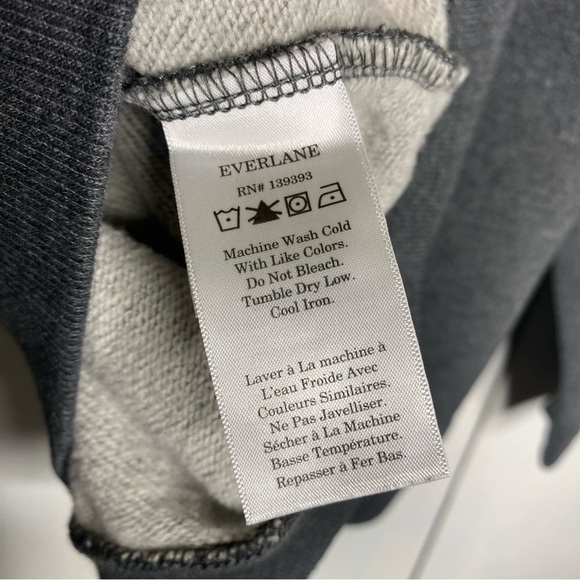 EVERLANE
RN# 139393
Machine Wash Cold
With Like Colors.
Do Not Bleach.
Tumble Dry Low.
Cool Iron.
Laver à La machine à
L'eau Froide Avec
Couleurs Similaires.
Ne Pas Javelliser.
Sécher à La Machine
Basse Température.
Repasser à Fer Bas.